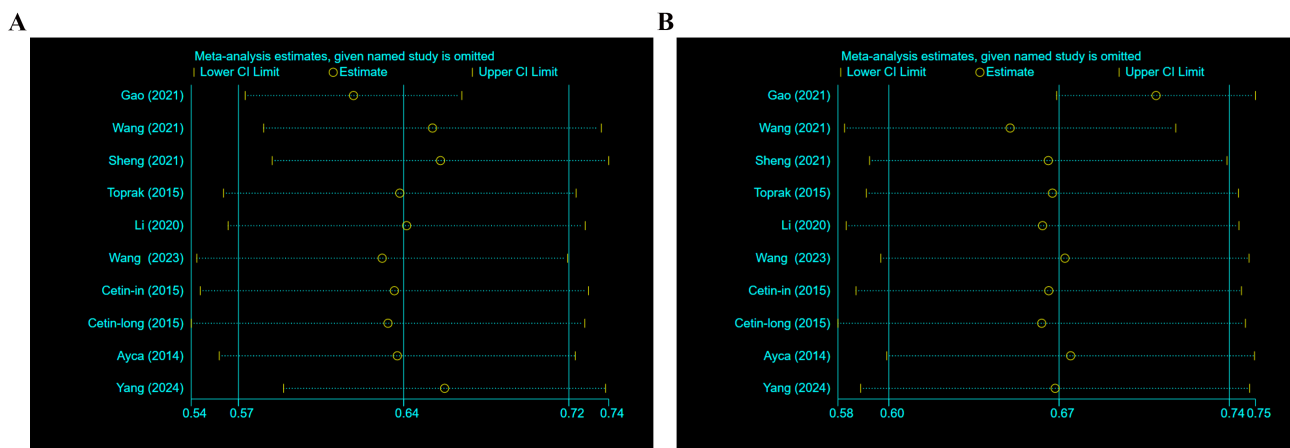 A
Meta-analysis estimates, given named study is omitted
Lower CI Limit Estimate Upper CI Limit
Gao (2021)
Wang (2021)
Sheng (2021)
Toprak (2015)
Li (2020)
Wang (2023)
Cetin-in (2015)
Cetin-long (2015)
Ayca (2014)
Yang (2024)
0.54 0.57 0.64 0.72 0.74
B
Meta-analysis estimates, given named study is omitted
Lower CI Limit Estimate Upper CI Limit
Gao (2021)
Wang (2021)
Sheng (2021)
Toprak (2015)
Li (2020)
Wang (2023)
Cetin-in (2015)
Cetin-long (2015)
Ayca (2014)
Yang (2024)
0.58 0.60 0.67 0.74 0.75